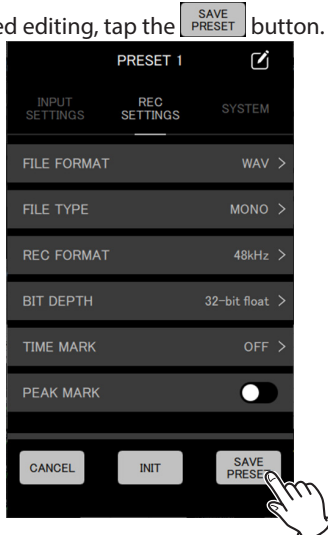 ed editing, tap the SAVE PRESET button.
PRESET 1
INPUT SETTINGS REC SETTINGS SYSTEM
FILE FORMAT WAV >
FILE TYPE MONO >
REC FORMAT 48kHz >
BIT DEPTH 32-bit float >
TIME MARK OFF >
PEAK MARK
CANCEL INIT SAVE PRESET